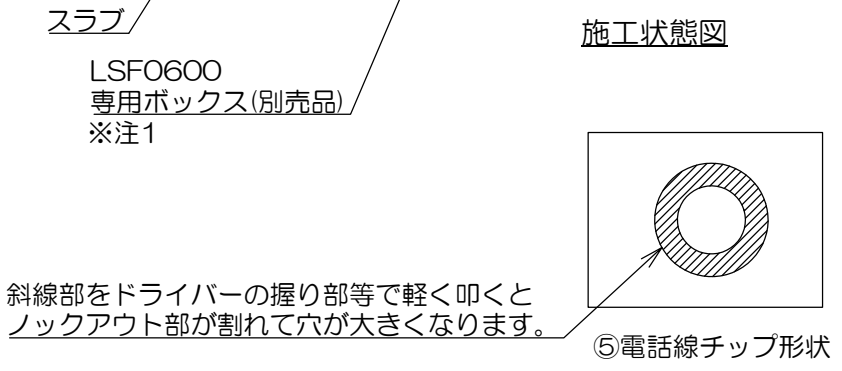 スラブ
施工状態図
LSF0600
専用ボックス(別売品)
※注1
斜線部をドライバーの握り部等で軽く叩くと
ノックアウト部が割れて穴が大きくなります。
⑤電話線チップ形状